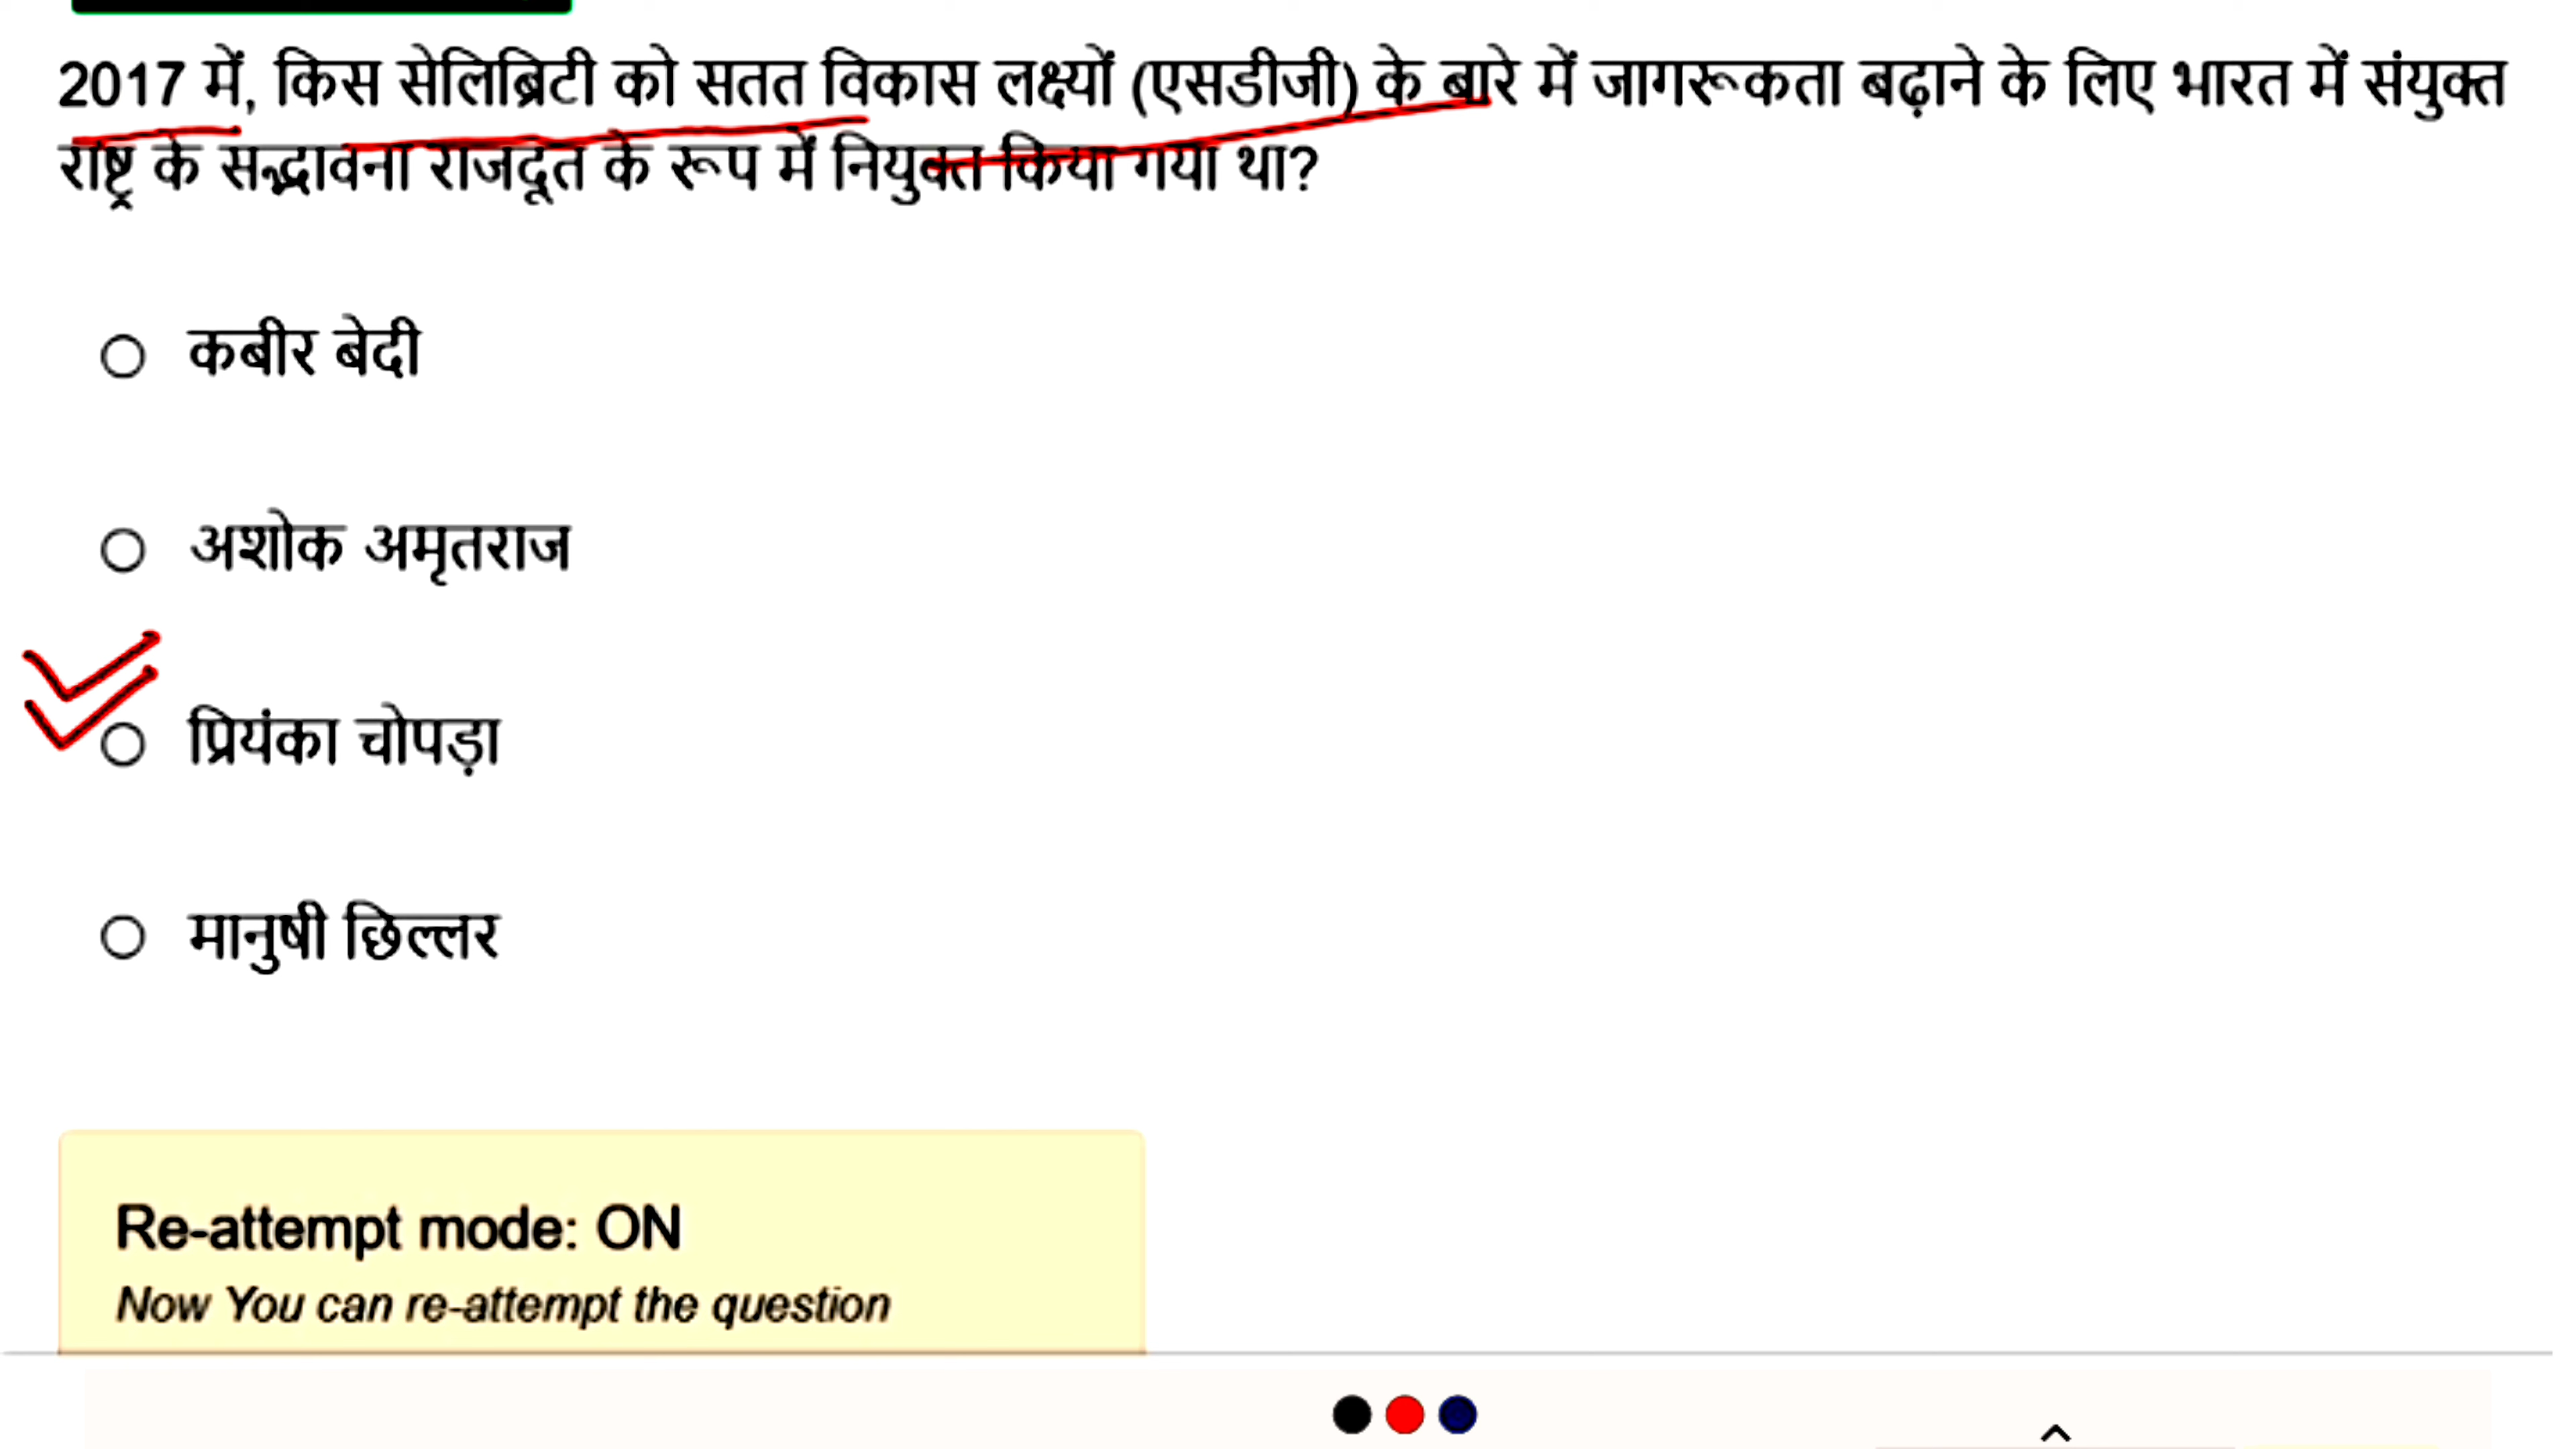 2017 में, किस सेलिब्रिटी को सतत विकास लक्ष्यों (एसडीजी) के बारे में जागरूकता बढ़ाने के लिए भारत में संयुक्त
राष्ट्र के सद्भावना राजदूत के रूप में नियुक्त किया गया था?
कबीर बेदी
अशोक अमृतराज
प्रियंका चोपड़ा
मानुषी छिल्लर
Re-attempt mode: ON
Now You can re-attempt the question